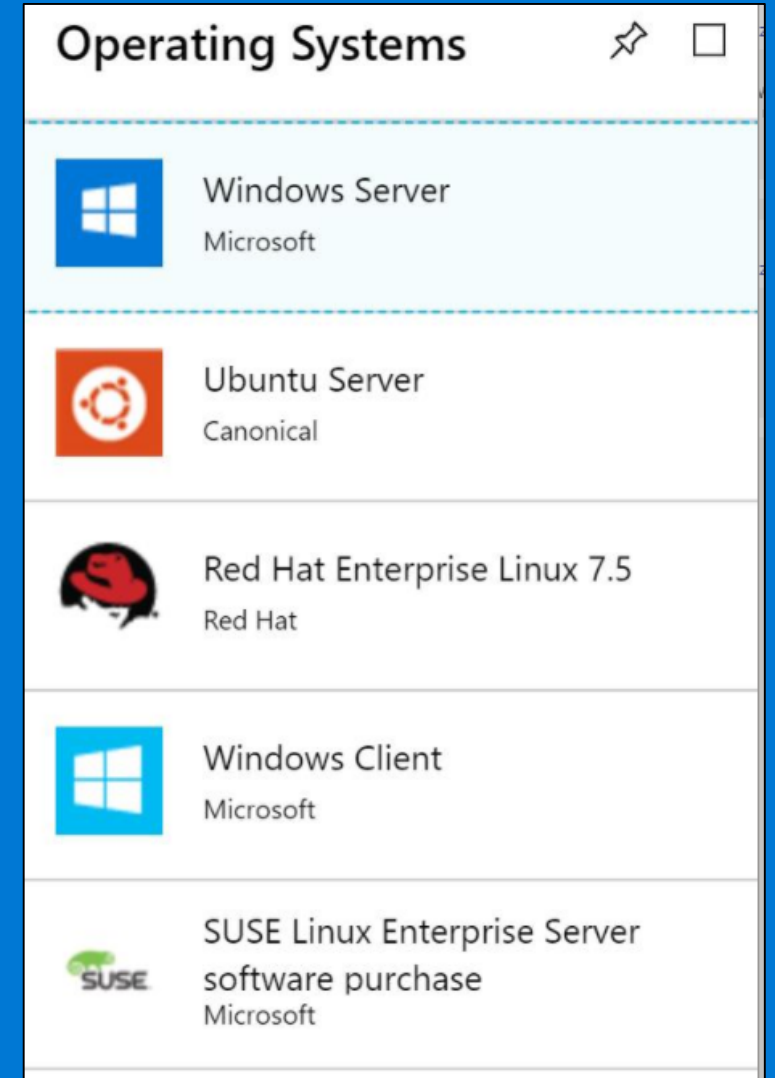 Operating Systems
Windows Server
Microsoft
Ubuntu Server
Canonical
Red Hat Enterprise Linux 7.5
Red Hat
Windows Client
Microsoft
SUSE
SUSE Linux Enterprise Server
software purchase
Microsoft